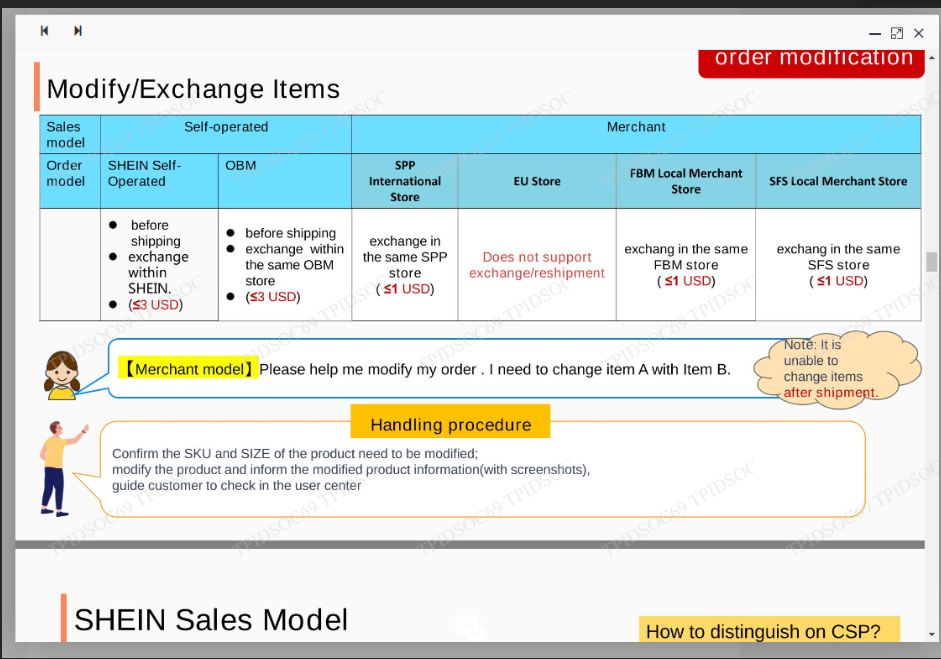 order modification
Modify/Exchange Items
Sales
model
Self-operated
Merchant
Order
model
SHEIN Self-
Operated
OBM
SPP
International
Store
EU Store
FBM Local Merchant
Store
SFS Local Merchant Store
● before
shipping
● exchange
within
SHEIN.
● (≤3 USD)
● before shipping
● exchange within
the same OBM
store
● (≤3 USD)
exchange in
the same SPP
store
( ≤1 USD)
Does not support
exchange/reshipment
exchang in the same
FBM store
( ≤1 USD)
exchang in the same
SFS store
( ≤1 USD)
【Merchant model】Please help me modify my order . I need to change item A with Item B.
Note: It is
unable to
change items
after shipment.
Handling procedure
Confirm the SKU and SIZE of the product need to be modified;
modify the product and inform the modified product information(with screenshots),
guide customer to check in the user center
TPIDSOC69 TPIDSOC
SHEIN Sales Model
How to distinguish on CSP?